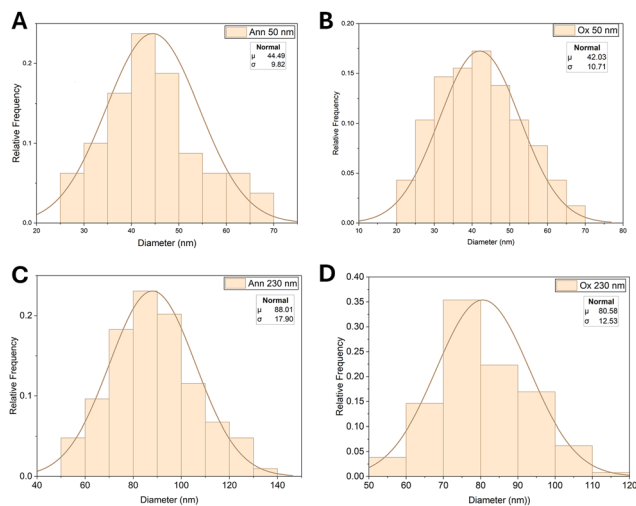 A
Ann 50 nm
Normal
μ 44.49
σ 9.82
Relative Frequency
0.2
0.1
0.0
20 30 40 50 60 70
Diameter (nm)
B
Ox 50 nm
Normal
μ 42.03
σ 10.71
Relative Frequency
0.20
0.15
0.10
0.05
0.00
10 20 30 40 50 60 70 80
Diameter (nm)
C
Ann 230 nm
Normal
μ 88.01
σ 17.90
Relative Frequency
0.2
0.1
0.0
40 60 80 100 120 140
Diameter (nm)
D
Ox 230 nm
Normal
μ 80.58
σ 12.53
Relative Frequency
0.40
0.35
0.30
0.25
0.20
0.15
0.10
0.05
0.00
50 60 70 80 90 100 110 120
Diameter (nm))